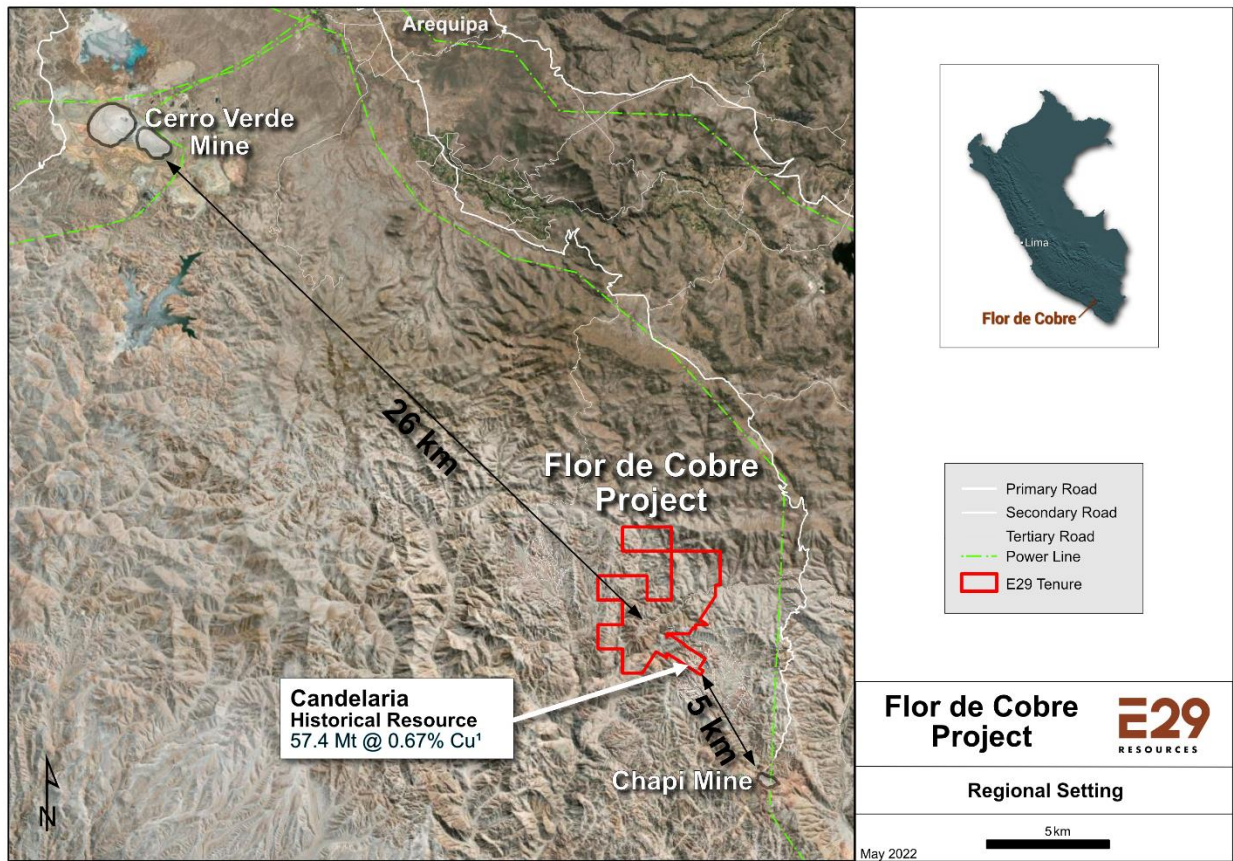 Arequipa
Cerro Verde
Mine
26 km
Flor de Cobre
Project
Candelaria
Historical Resource
57.4 Mt @ 0.67% Cu¹
5 km
Chapi Mine
N
Lima
Flor de Cobre
Primary Road
Secondary Road
Tertiary Road
Power Line
E29 Tenure
Flor de Cobre
Project
E29
RESOURCES
Regional Setting
May 2022
5km